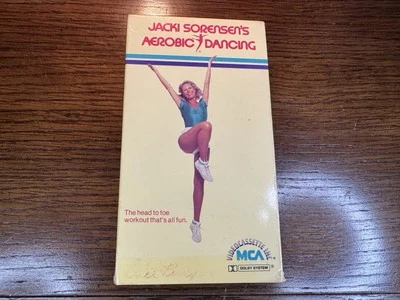 JACKI SORENSEN'S
AEROBIC DANCING
The head to toe
workout that's all fun.
VIDEOCASSETTE INC.
MCA
DOLBY SYSTEM